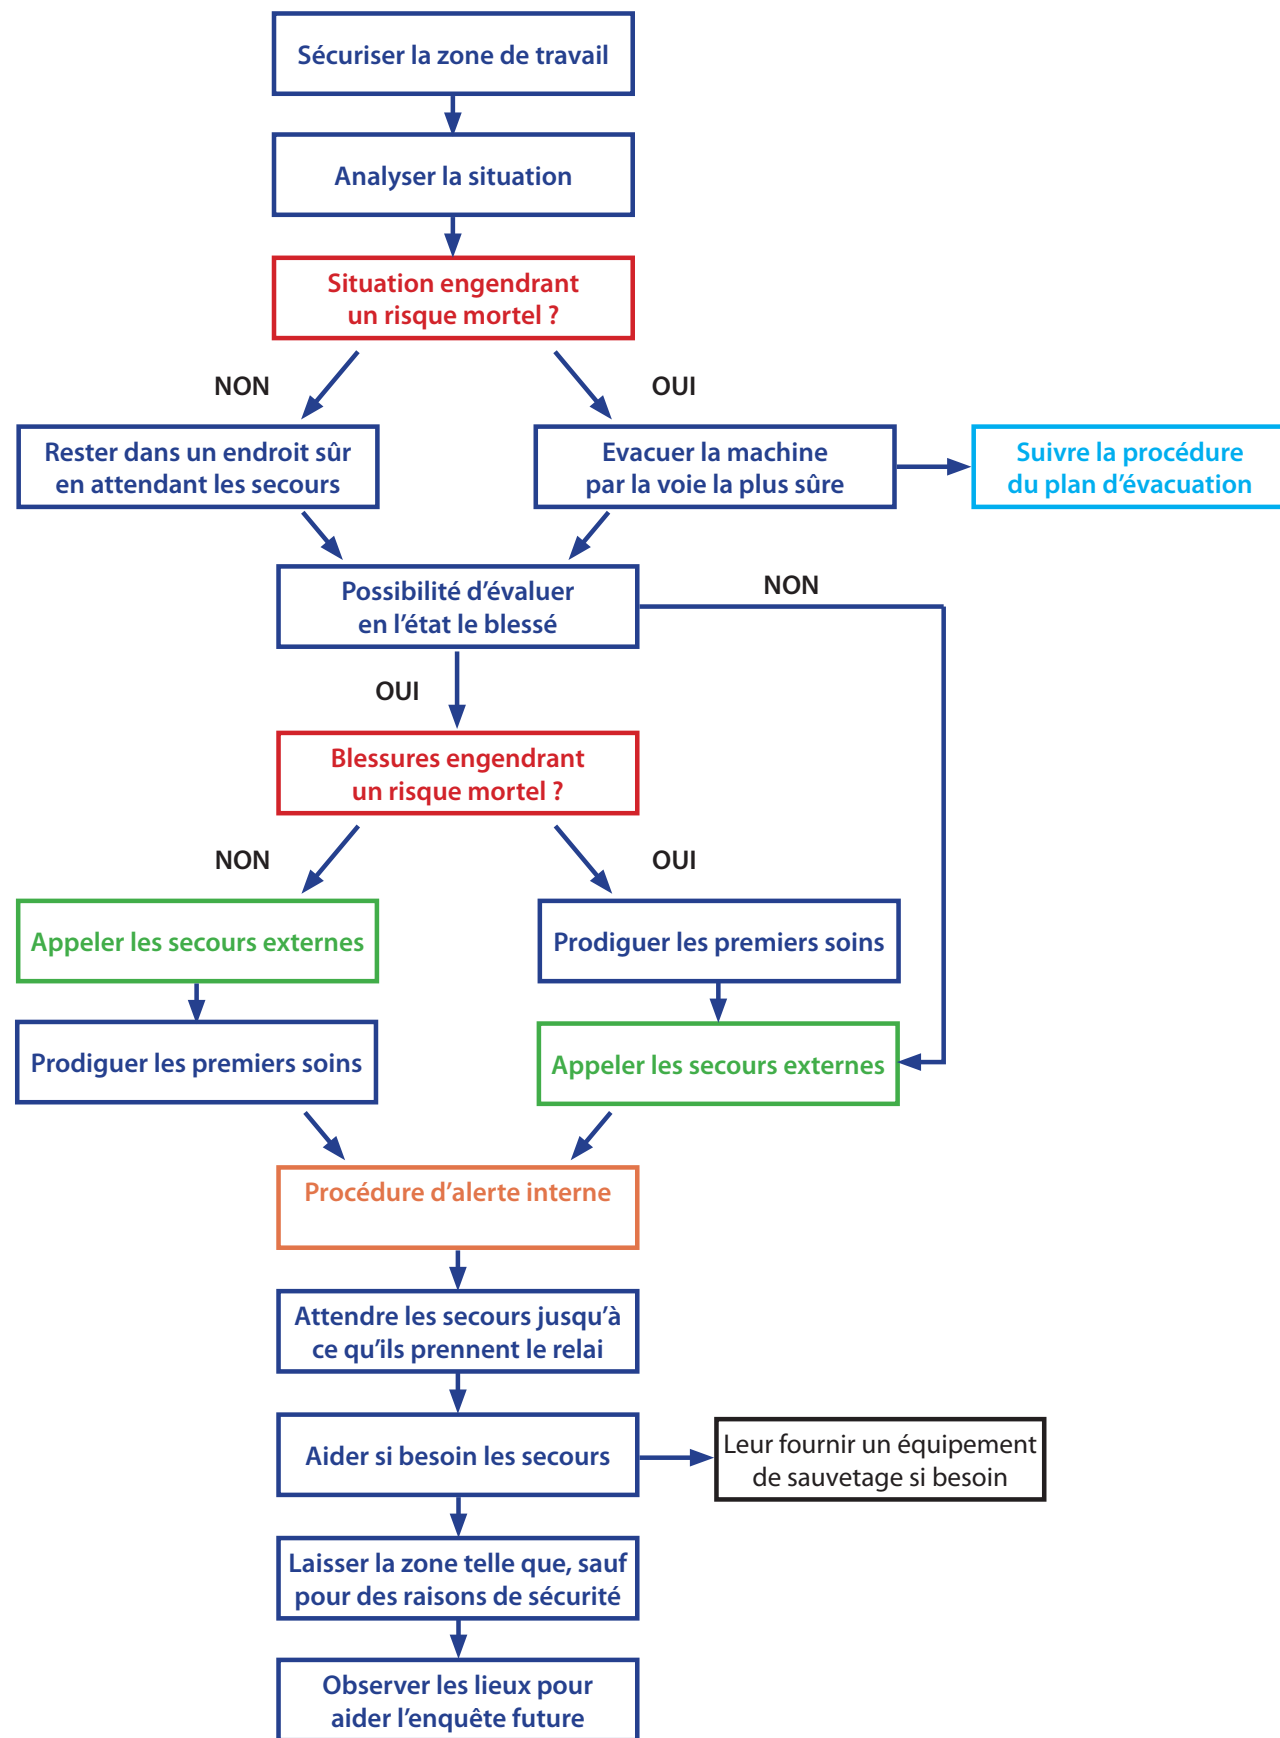 Sécuriser la zone de travail
Analyser la situation
Situation engendrant
un risque mortel ?
NON
OUI
Rester dans un endroit sûr
en attendant les secours
Evacuer la machine
par la voie la plus sûre
Suivre la procédure
du plan d’évacuation
Possibilité d’évaluer
en l’état le blessé
NON
OUI
Blessures engendrant
un risque mortel ?
NON
OUI
Appeler les secours externes
Prodiguer les premiers soins
Prodiguer les premiers soins
Appeler les secours externes
Procédure d’alerte interne
Attendre les secours jusqu’à
ce qu’ils prennent le relai
Aider si besoin les secours
Leur fournir un équipement
de sauvetage si besoin
Laisser la zone telle que, sauf
pour des raisons de sécurité
Observer les lieux pour
aider l’enquête future